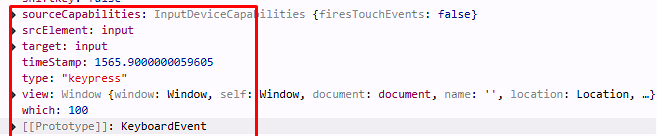 shiftKey: false
sourceCapabilities: InputDeviceCapabilities {firesTouchEvents: false}
srcElement: input
target: input
timeStamp: 1565.9000000059605
type: "keypress"
view: Window {window: Window, self: Window, document: document, name: '', location: Location, …}
which: 100
[[Prototype]]: KeyboardEvent